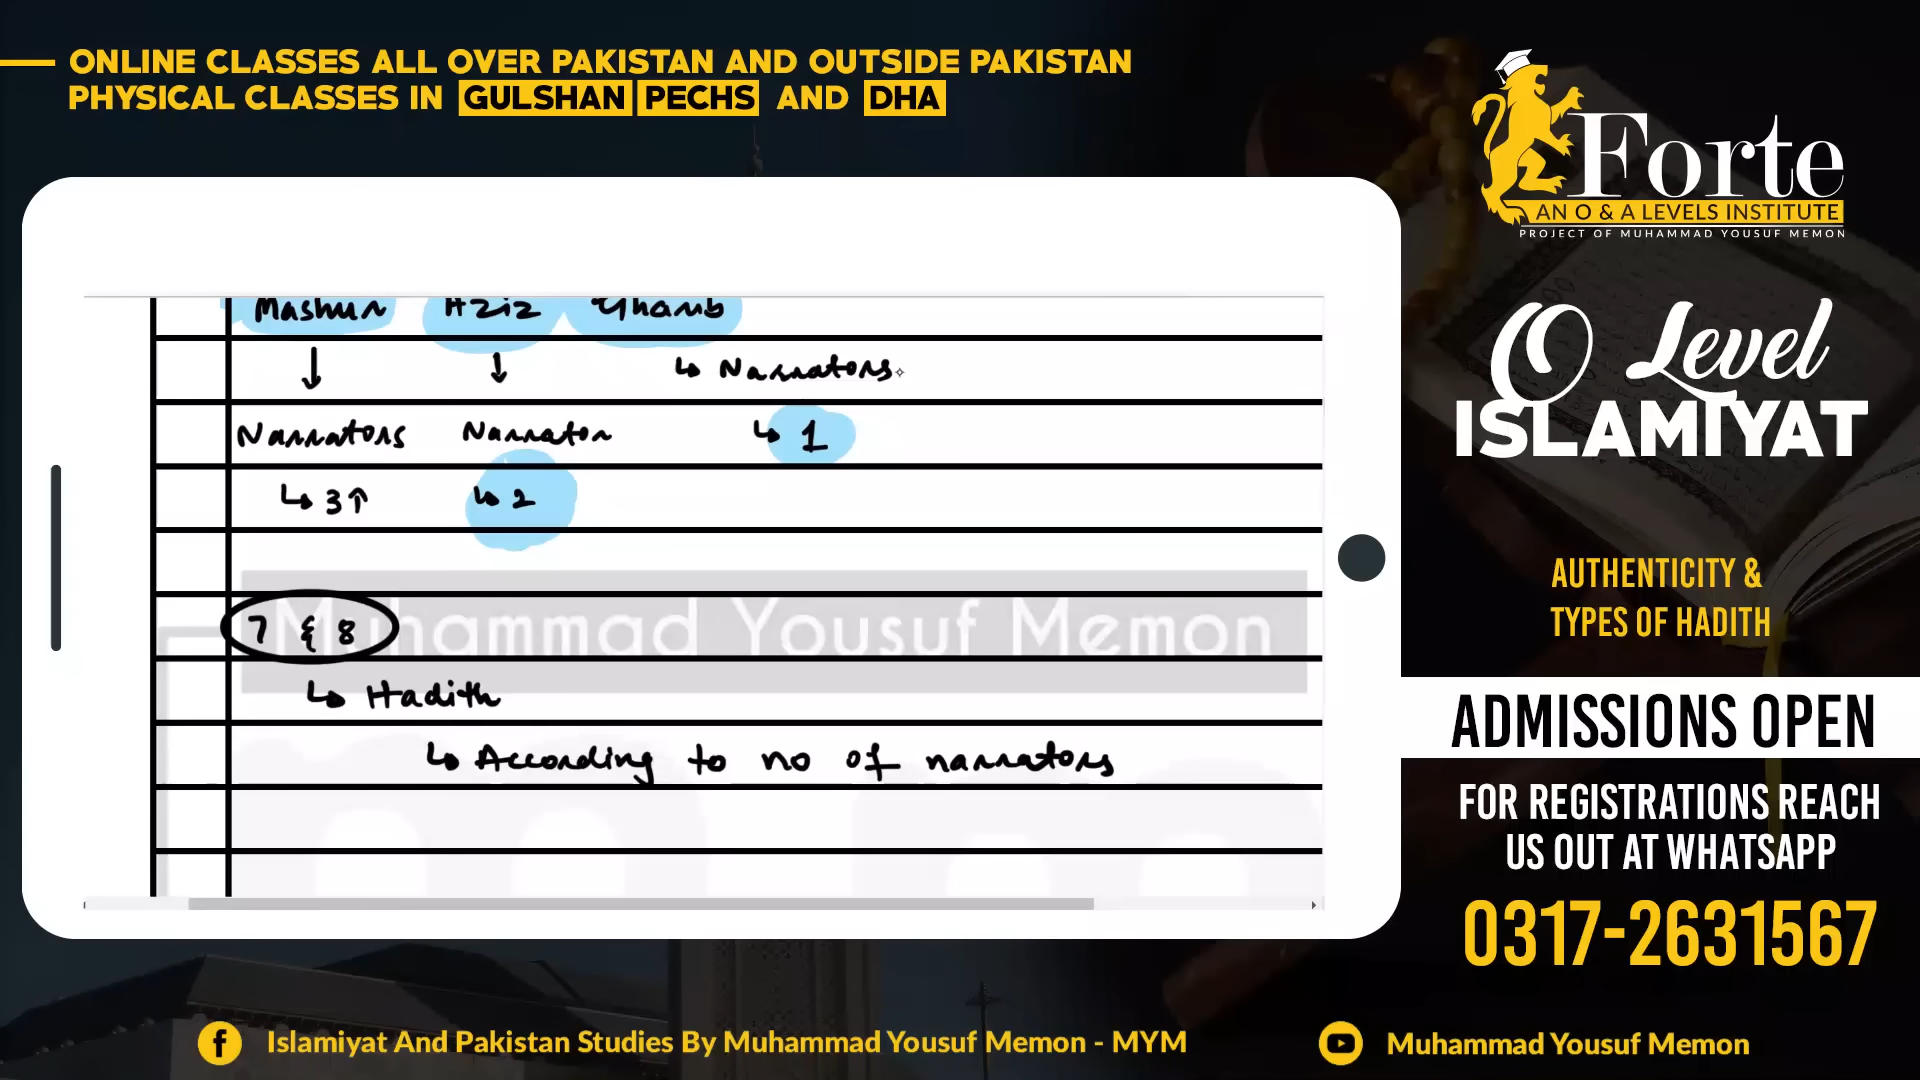 ONLINE CLASSES ALL OVER PAKISTAN AND OUTSIDE PAKISTAN
PHYSICAL CLASSES IN GULSHAN PECHS AND DHA
Forte
AN O & A LEVELS INSTITUTE
PROJECT OF MUHAMMAD YOUSUF MEMON
Mashur Aziz Gharib
↓ ↓ ↳ Narrators
Narrators Narrator ↳ 1
↳ 3↑ ↳ 2
Muhammad Yousuf Memon
7 & 8
↳ Hadith
↳ According to no of narrators
O Level
ISLAMIYAT
AUTHENTICITY &
TYPES OF HADITH
ADMISSIONS OPEN
FOR REGISTRATIONS REACH
US OUT AT WHATSAPP
0317-2631567
Islamiyat And Pakistan Studies By Muhammad Yousuf Memon - MYM
Muhammad Yousuf Memon